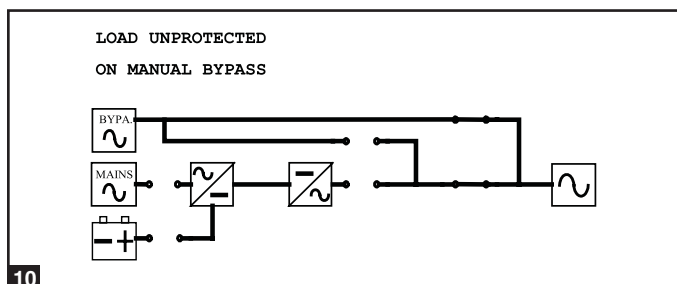 LOAD UNPROTECTED
ON MANUAL BYPASS
BYPA.
MAINS
10